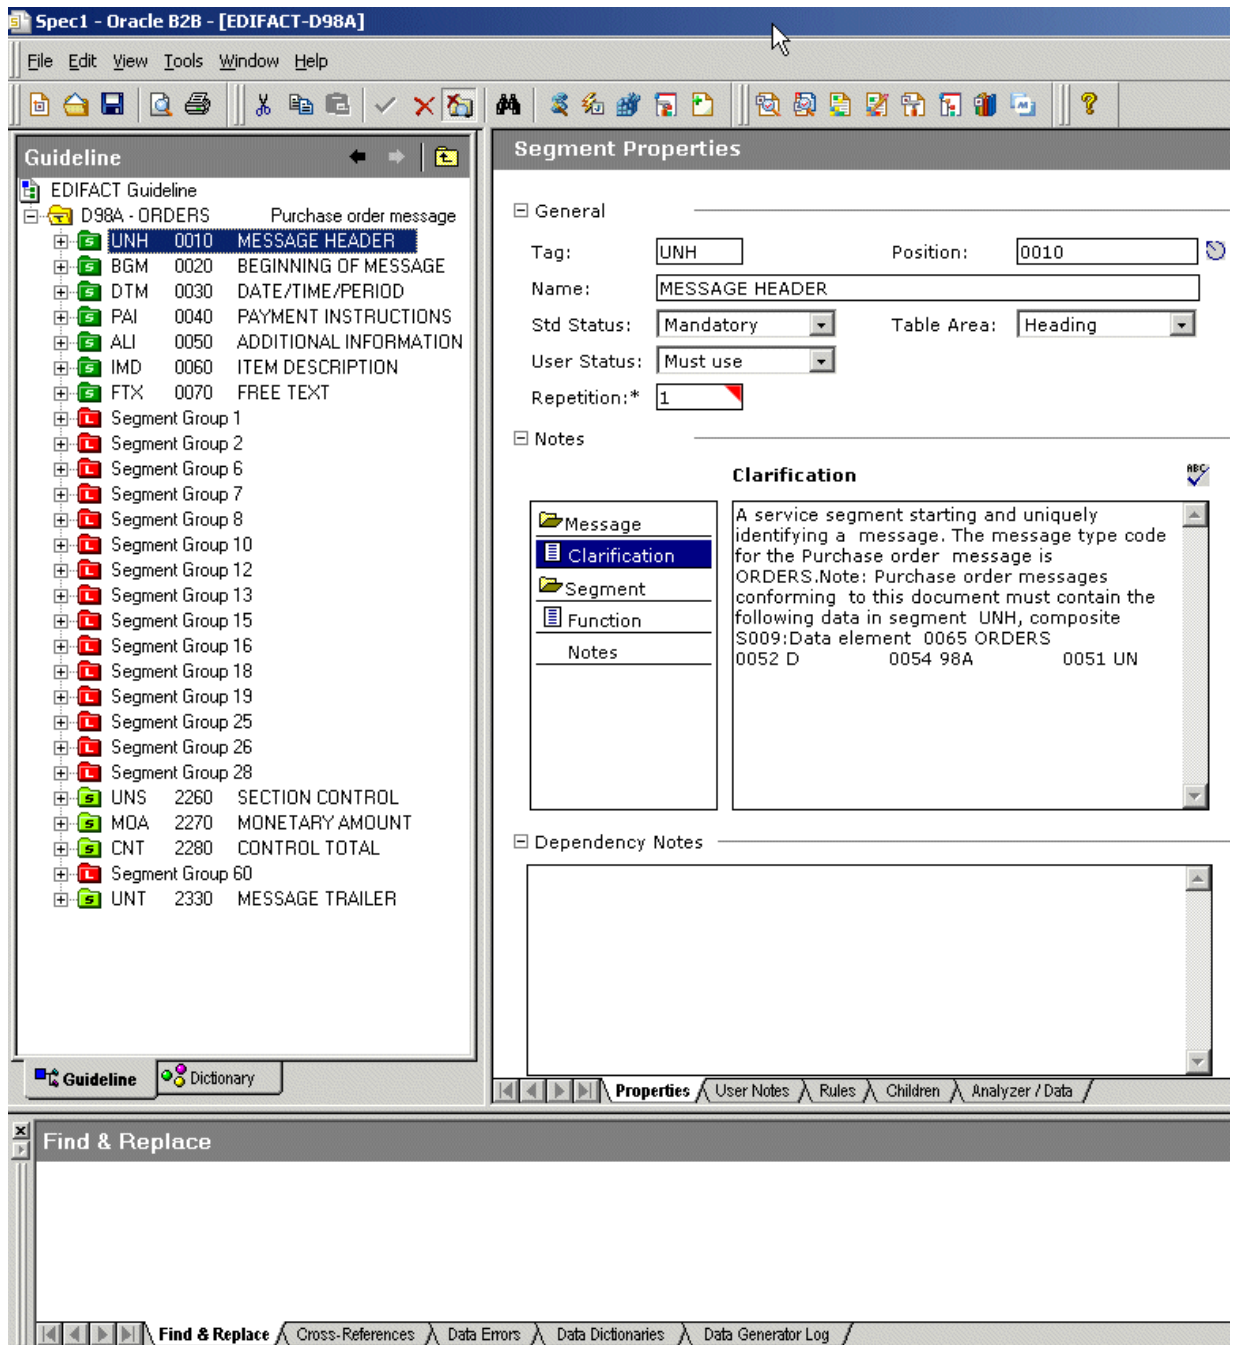 Spec1 - Oracle B2B - [EDIFACT-D98A]
File Edit View Tools Window Help
Guideline
EDIFACT Guideline
D98A - ORDERS Purchase order message
UNH 0010 MESSAGE HEADER
BGM 0020 BEGINNING OF MESSAGE
DTM 0030 DATE/TIME/PERIOD
PAI 0040 PAYMENT INSTRUCTIONS
ALI 0050 ADDITIONAL INFORMATION
IMD 0060 ITEM DESCRIPTION
FTX 0070 FREE TEXT
Segment Group 1
Segment Group 2
Segment Group 6
Segment Group 7
Segment Group 8
Segment Group 10
Segment Group 12
Segment Group 13
Segment Group 15
Segment Group 16
Segment Group 18
Segment Group 19
Segment Group 25
Segment Group 26
Segment Group 28
UNS 2260 SECTION CONTROL
MOA 2270 MONETARY AMOUNT
CNT 2280 CONTROL TOTAL
Segment Group 60
UNT 2330 MESSAGE TRAILER
Guideline Dictionary
Segment Properties
General
Tag: UNH Position: 0010
Name: MESSAGE HEADER
Std Status: Mandatory Table Area: Heading
User Status: Must use
Repetition:* 1
Notes
Clarification
ABC
Message
Clarification
Segment
Function
Notes
A service segment starting and uniquely
identifying a message. The message type code
for the Purchase order message is
ORDERS.Note: Purchase order messages
conforming to this document must contain the
following data in segment UNH, composite
S009:Data element 0065 ORDERS
0052 D 0054 98A 0051 UN
Dependency Notes
Properties User Notes Rules Children Analyzer / Data
Find & Replace
Find & Replace Cross-References Data Errors Data Dictionaries Data Generator Log